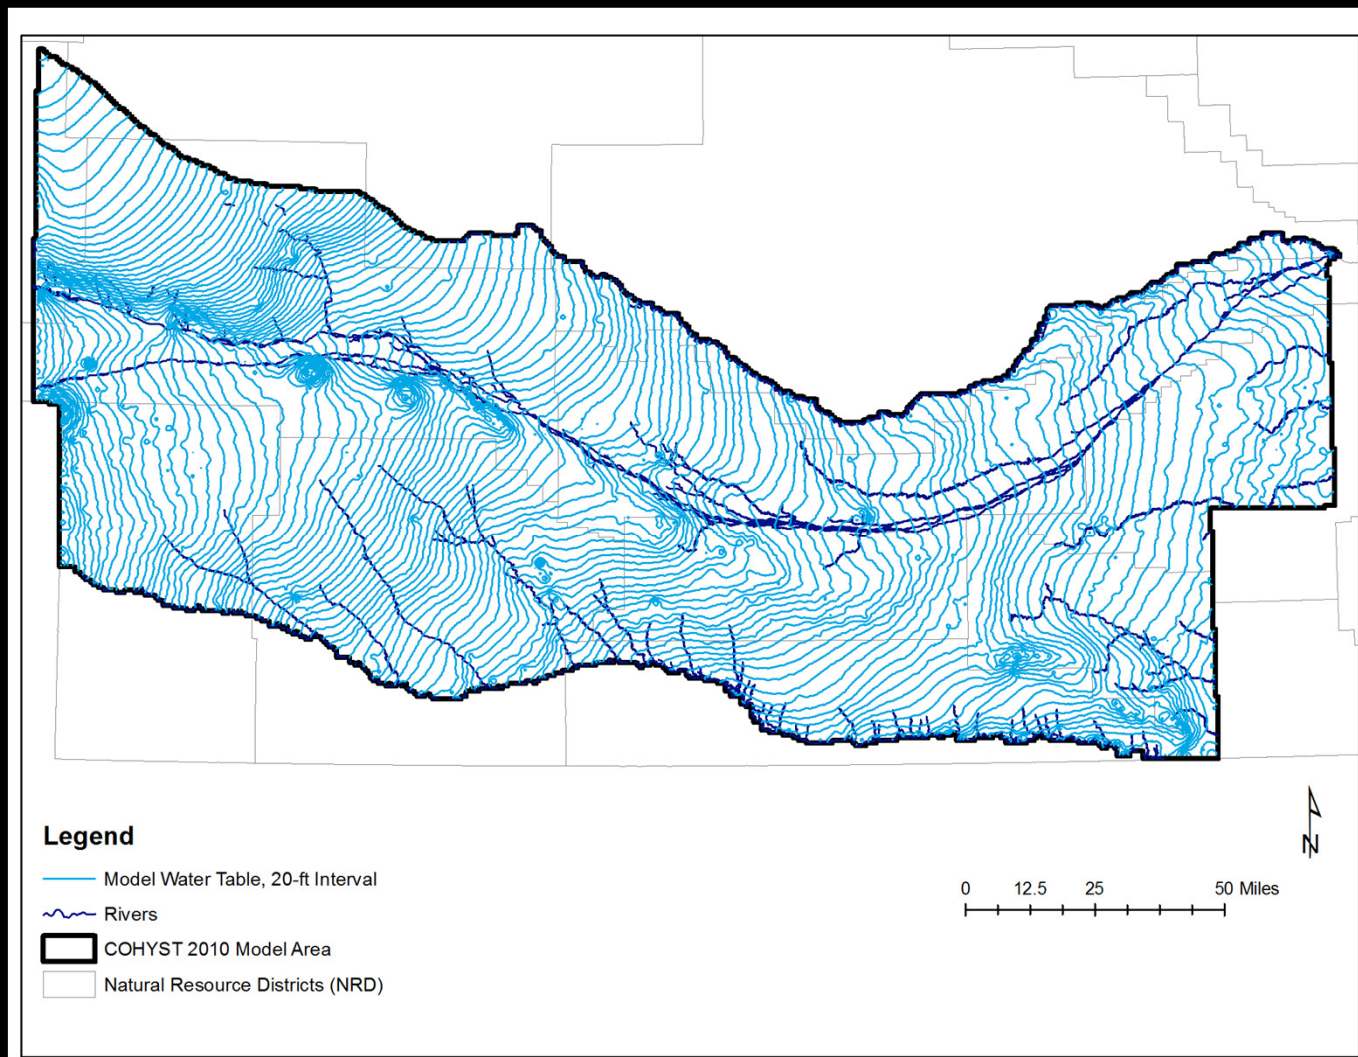 Legend
Model Water Table, 20-ft Interval
Rivers
COHYST 2010 Model Area
Natural Resource Districts (NRD)
0 12.5 25 50 Miles
N